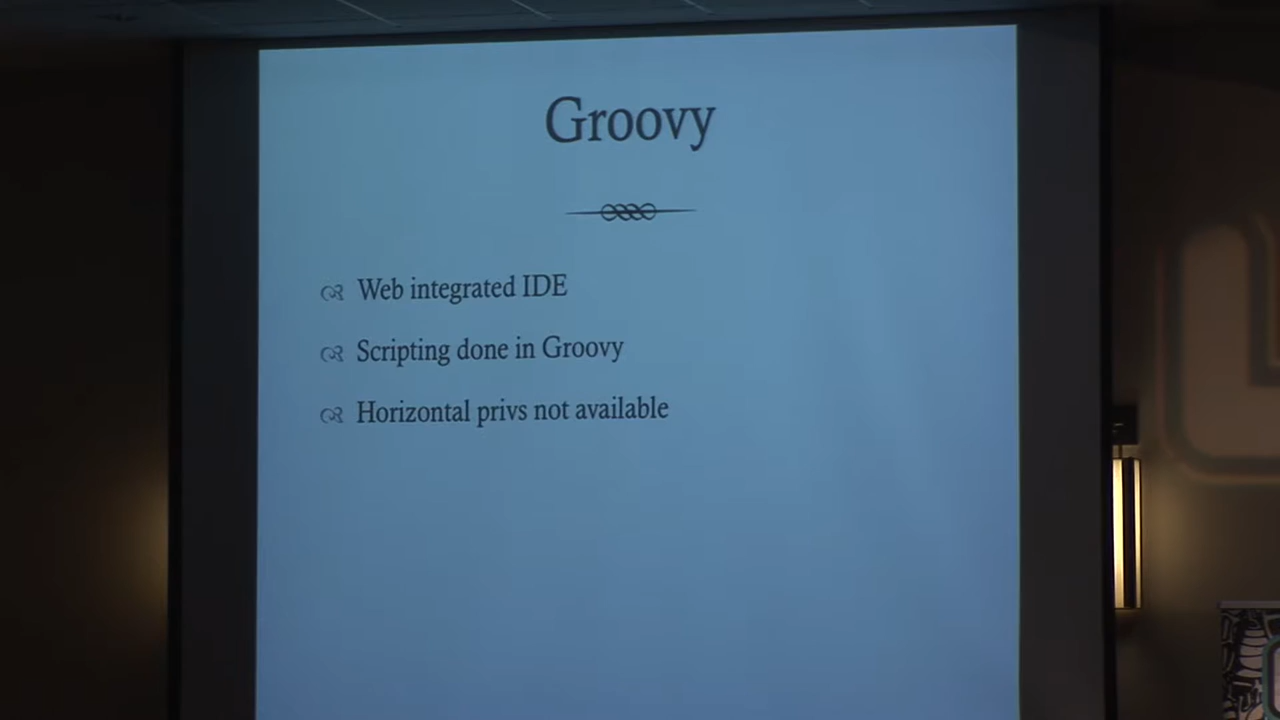 Groovy
Web integrated IDE
Scripting done in Groovy
Horizontal privs not available